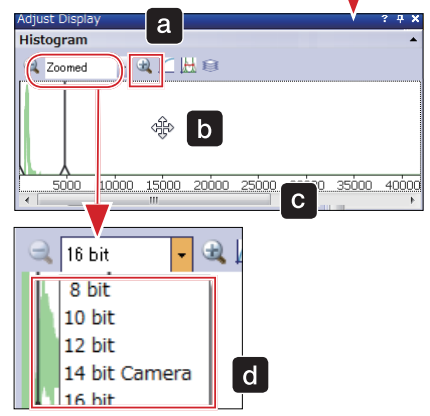 Adjust Display ? X
a
Histogram
Zoomed
b
5000 10000 15000 20000 25000 35000 40000
c
16 bit
8 bit
10 bit
12 bit
14 bit Camera
16 bit
d